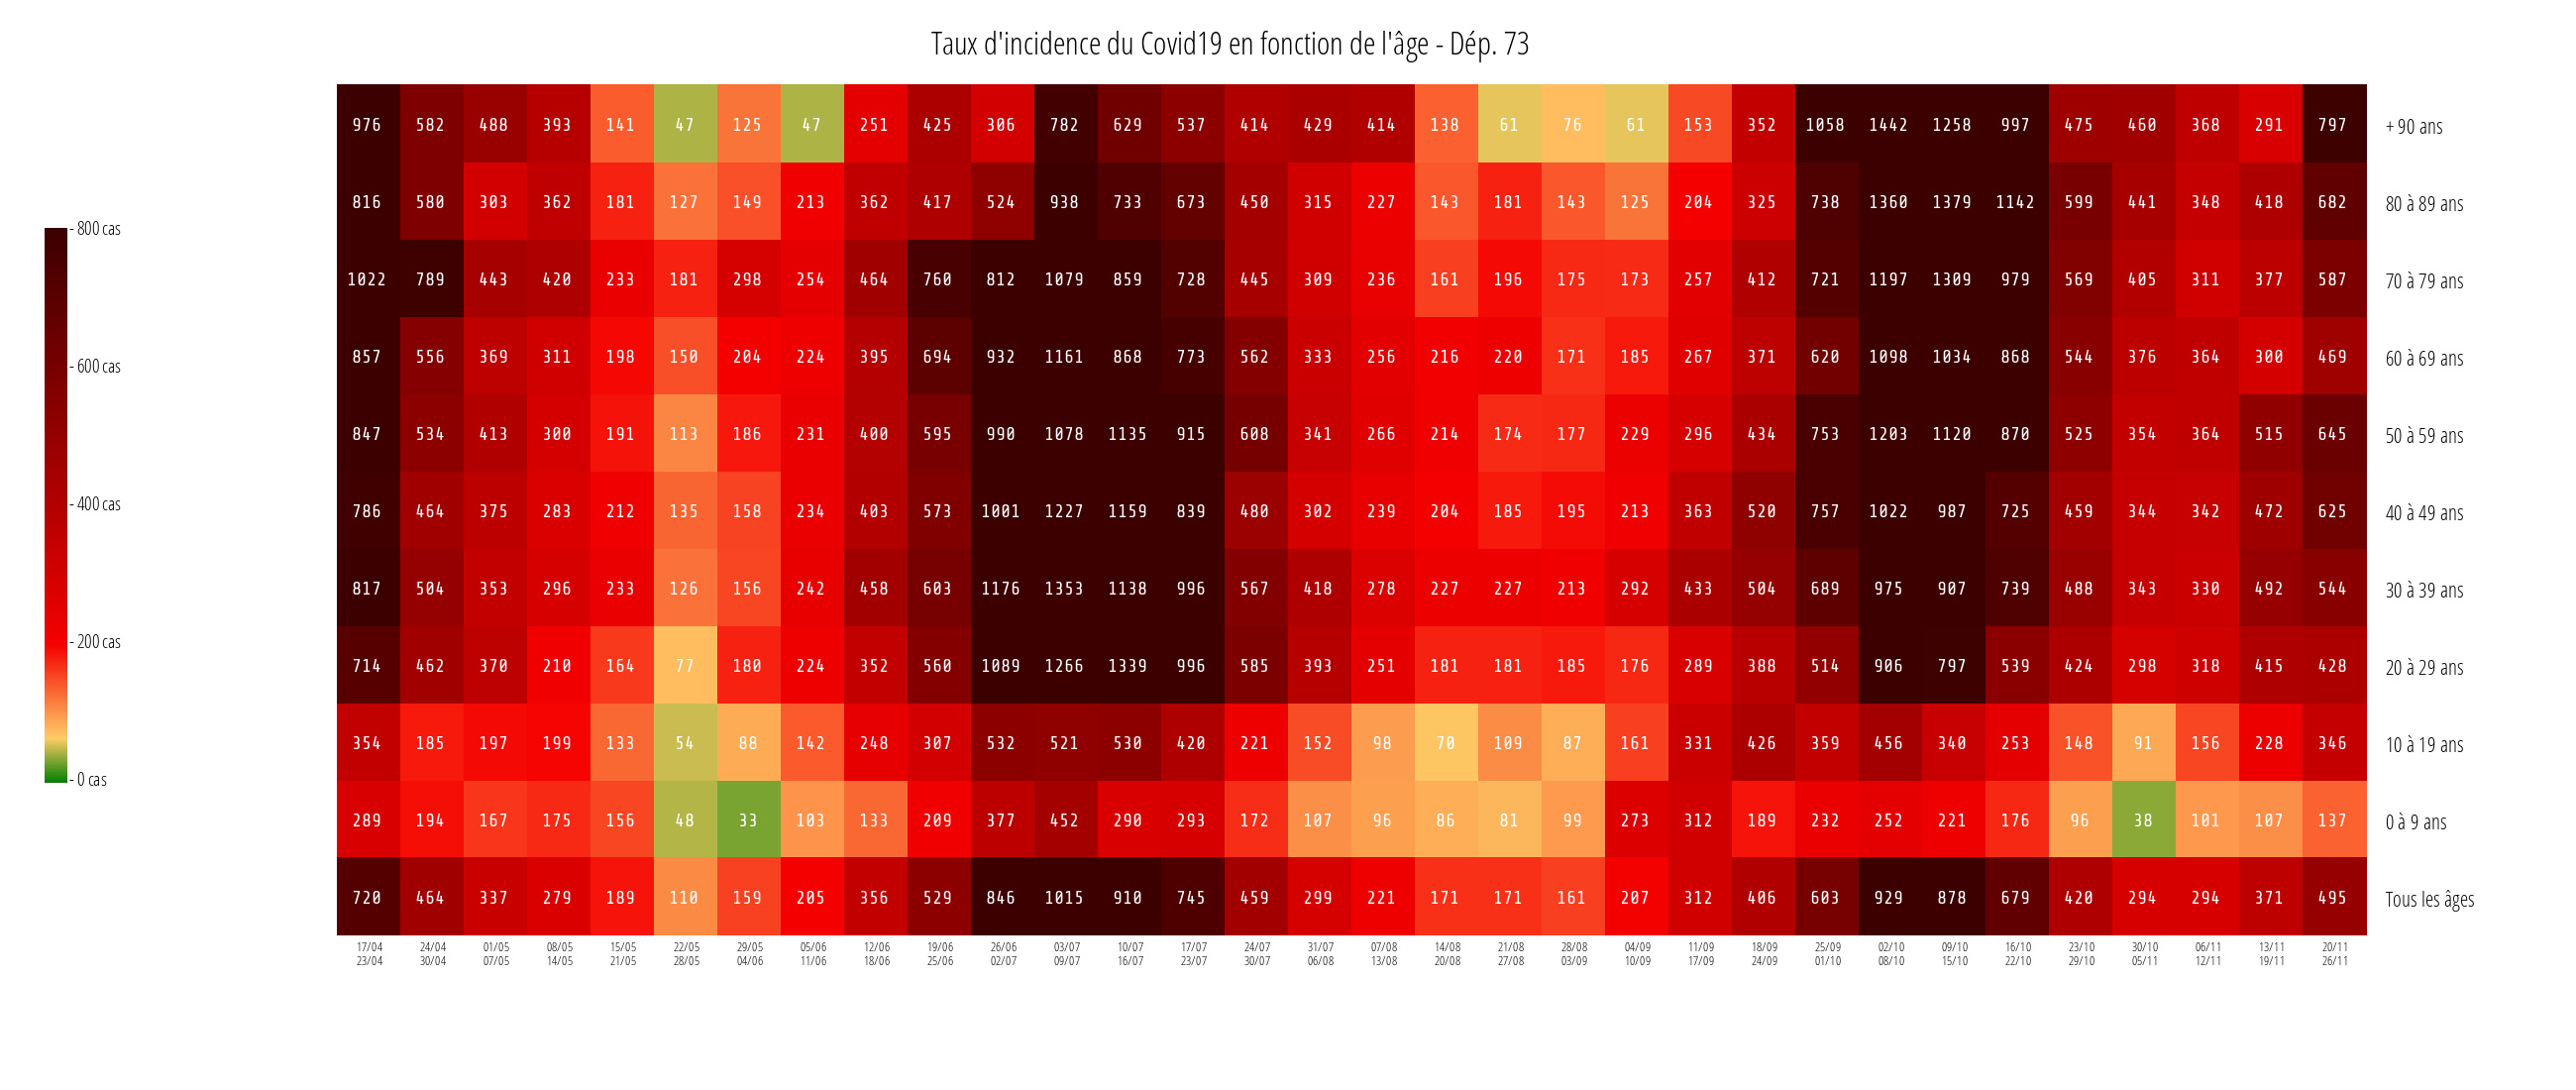 Taux d'incidence du Covid19 en fonction de l'âge - Dép. 73
- 800 cas
- 600 cas
- 400 cas
- 200 cas
- 0 cas
976 582 488 393 141 47 125 47 251 425 306 782 629 537 414 429 414 138 61 76 61 153 352 1058 1442 1258 997 475 460 368 291 797 + 90 ans
816 580 303 362 181 127 149 213 362 417 524 938 733 673 450 315 227 143 181 143 125 204 325 738 1360 1379 1142 599 441 348 418 682 80 à 89 ans
1022 789 443 420 233 181 298 254 464 760 812 1079 859 728 445 309 236 161 196 175 173 257 412 721 1197 1309 979 569 405 311 377 587 70 à 79 ans
857 556 369 311 198 150 204 224 395 694 932 1161 868 773 562 333 256 216 220 171 185 267 371 620 1098 1034 868 544 376 364 300 469 60 à 69 ans
847 534 413 300 191 113 186 231 400 595 990 1078 1135 915 608 341 266 214 174 177 229 296 434 753 1203 1120 870 525 354 364 515 645 50 à 59 ans
786 464 375 283 212 135 158 234 403 573 1001 1227 1159 839 480 302 239 204 185 195 213 363 520 757 1022 987 725 459 344 342 472 625 40 à 49 ans
817 504 353 296 233 126 156 242 458 603 1176 1353 1138 996 567 418 278 227 227 213 292 433 504 689 975 907 739 488 343 330 492 544 30 à 39 ans
714 462 370 210 164 77 180 224 352 560 1089 1266 1339 996 585 393 251 181 181 185 176 289 388 514 906 797 539 424 298 318 415 428 20 à 29 ans
354 185 197 199 133 54 88 142 248 307 532 521 530 420 221 152 98 70 109 87 161 331 426 359 456 340 253 148 91 156 228 346 10 à 19 ans
289 194 167 175 156 48 33 103 133 209 377 452 290 293 172 107 96 86 81 99 273 312 189 232 252 221 176 96 38 101 107 137 0 à 9 ans
720 464 337 279 189 110 159 205 356 529 846 1015 910 745 459 299 221 171 171 161 207 312 406 603 929 878 679 420 294 294 371 495 Tous les âges
17/04 24/04 01/05 08/05 15/05 22/05 29/05 05/06 12/06 19/06 26/06 03/07 10/07 17/07 24/07 31/07 07/08 14/08 21/08 28/08 04/09 11/09 18/09 25/09 02/10 09/10 16/10 23/10 30/10 06/11 13/11 20/11
23/04 30/04 07/05 14/05 21/05 28/05 04/06 11/06 18/06 25/06 02/07 09/07 16/07 23/07 30/07 06/08 13/08 20/08 27/08 03/09 10/09 17/09 24/09 01/10 08/10 15/10 22/10 29/10 05/11 12/11 19/11 26/11